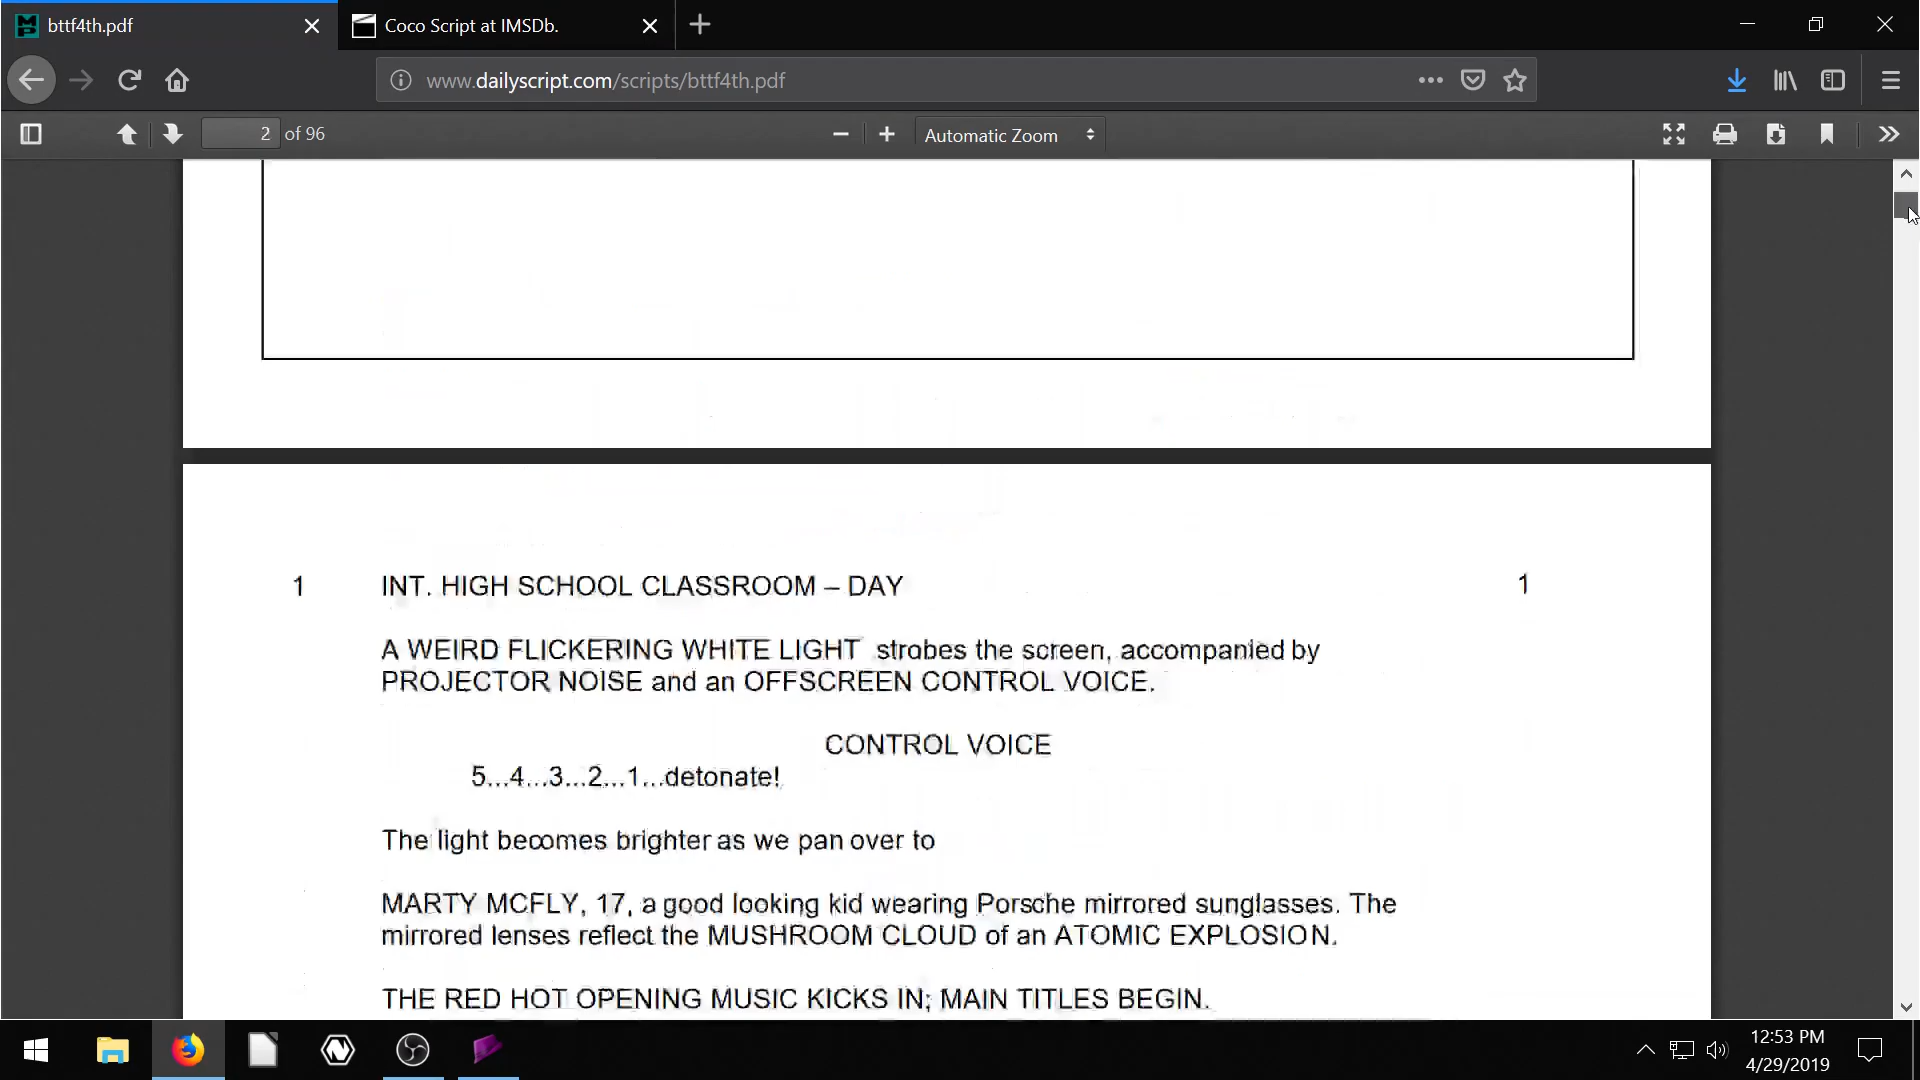 bttf4th.pdf
Coco Script at IMSDb.
www.dailyscript.com/scripts/bttf4th.pdf
2 of 96
Automatic Zoom
1 INT. HIGH SCHOOL CLASSROOM – DAY 1
A WEIRD FLICKERING WHITE LIGHT strobes the screen, accompanied by
PROJECTOR NOISE and an OFFSCREEN CONTROL VOICE.
CONTROL VOICE
5...4...3...2...1...detonate!
The light becomes brighter as we pan over to
MARTY MCFLY, 17, a good looking kid wearing Porsche mirrored sunglasses. The
mirrored lenses reflect the MUSHROOM CLOUD of an ATOMIC EXPLOSION.
THE RED HOT OPENING MUSIC KICKS IN; MAIN TITLES BEGIN.
12:53 PM
4/29/2019